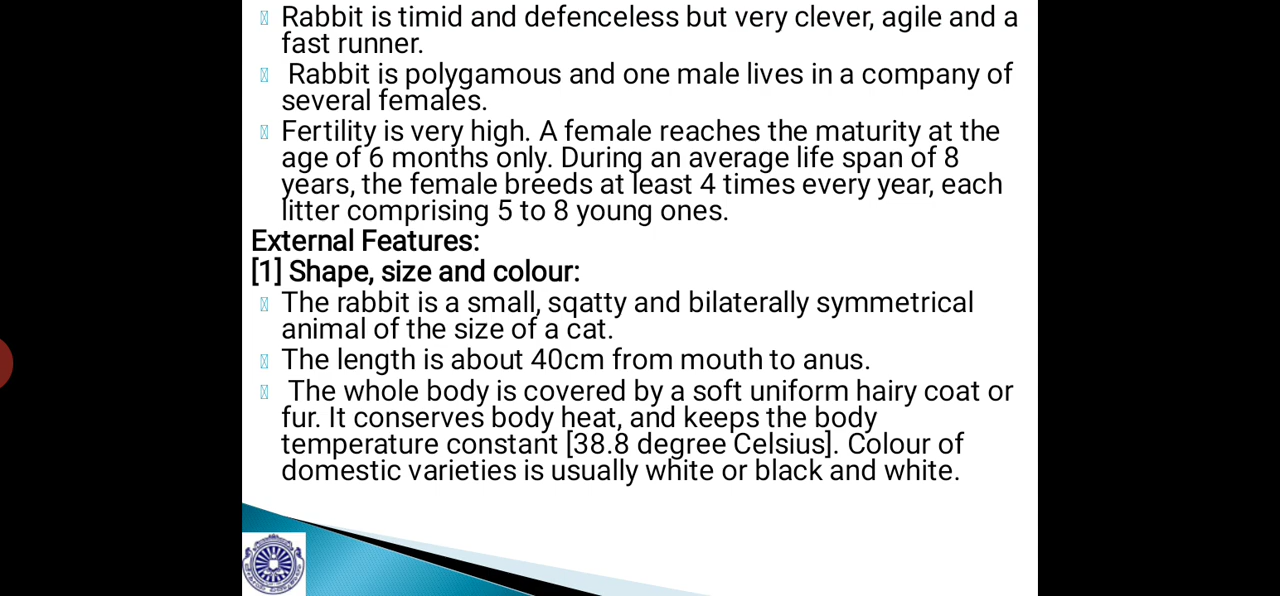 Rabbit is timid and defenceless but very clever, agile and a
fast runner.
Rabbit is polygamous and one male lives in a company of
several females.
Fertility is very high. A female reaches the maturity at the
age of 6 months only. During an average life span of 8
years, the female breeds at least 4 times every year, each
litter comprising 5 to 8 young ones.
External Features:
[1] Shape, size and colour:
The rabbit is a small, sqatty and bilaterally symmetrical
animal of the size of a cat.
The length is about 40cm from mouth to anus.
The whole body is covered by a soft uniform hairy coat or
fur. It conserves body heat, and keeps the body
temperature constant [38.8 degree Celsius]. Colour of
domestic varieties is usually white or black and white.